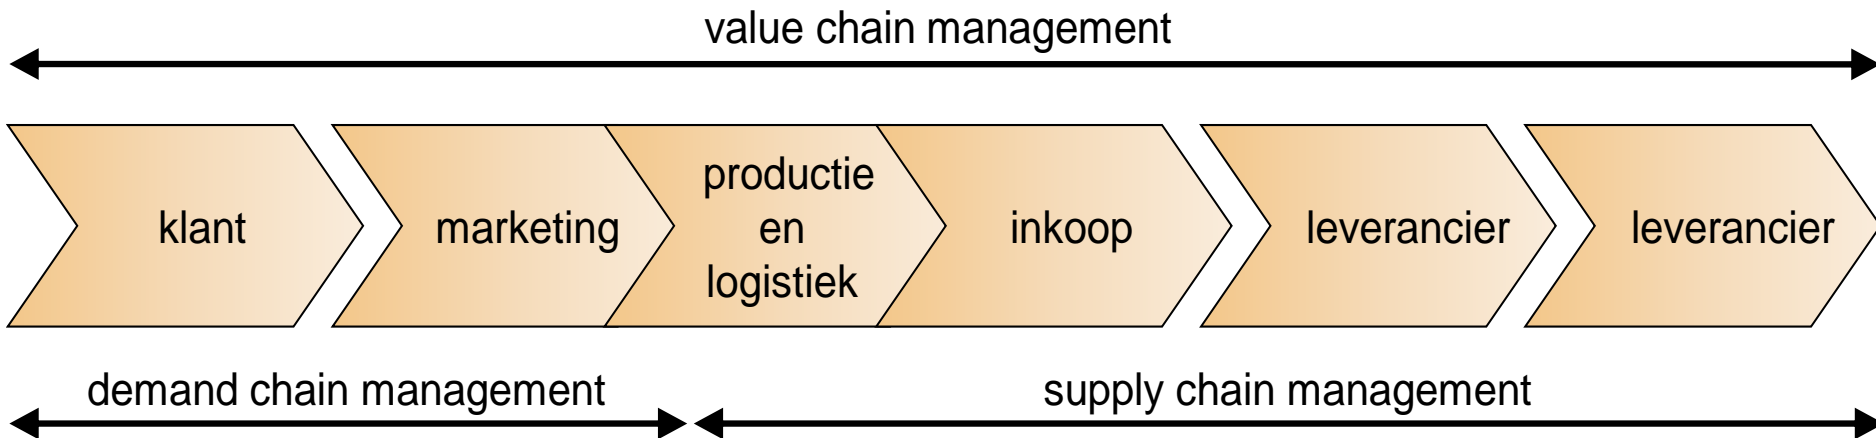 value chain management
klant
marketing
productie
en
logistiek
inkoop
leverancier
leverancier
demand chain management
supply chain management